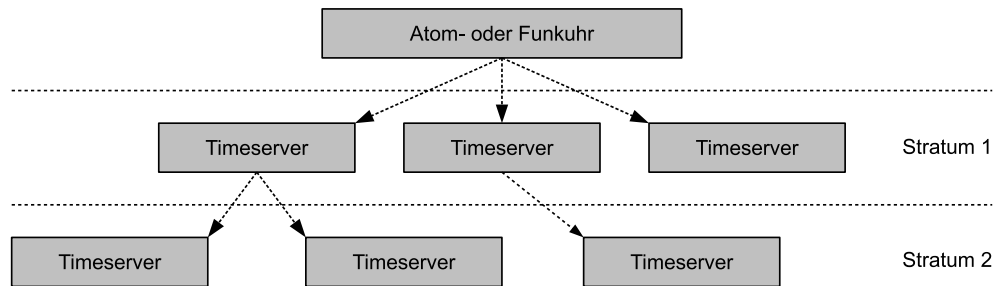 Atom- oder Funkuhr
Timeserver Timeserver Timeserver Stratum 1
Timeserver Timeserver Timeserver Stratum 2